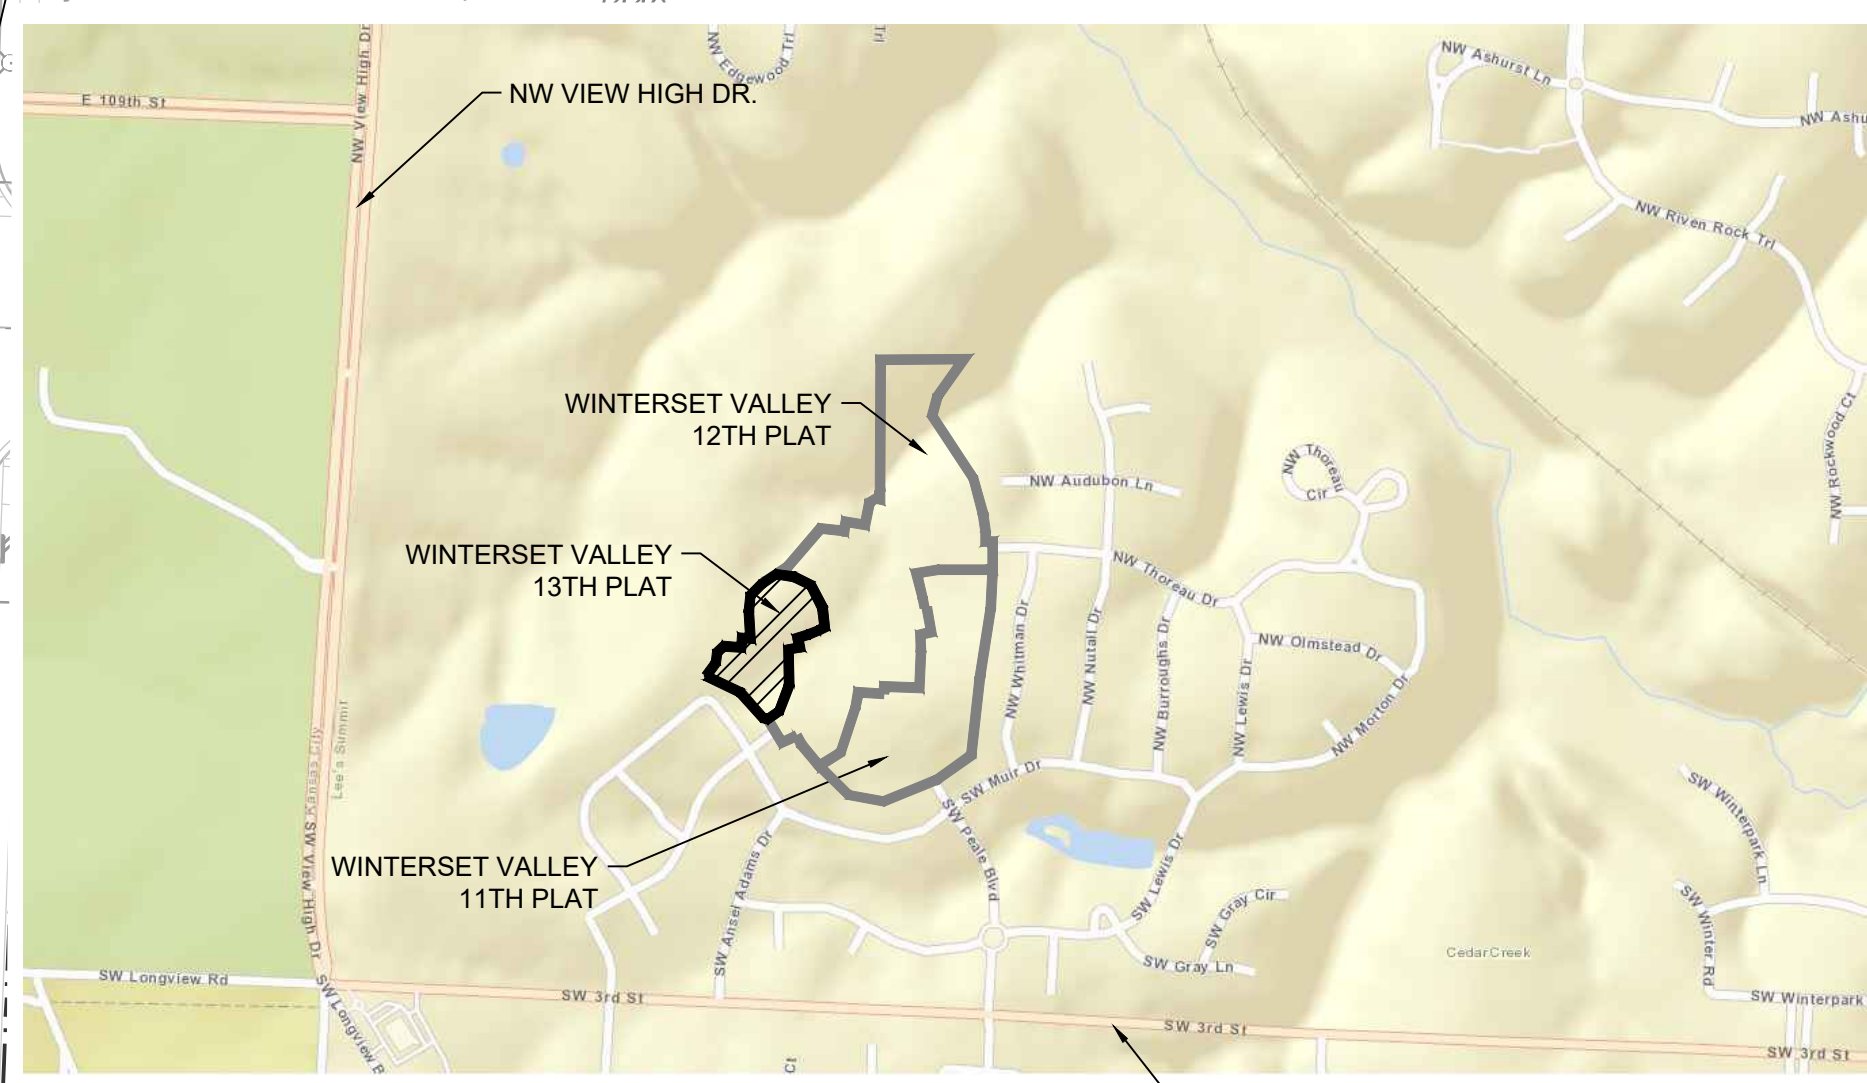 NW Edgewood Trl
Trl
NW Ashurst Ln
NW View High Dr
NW VIEW HIGH DR.
E 109th St
NW Ashu
NW Riven Rock Trl
WINTERSET VALLEY
12TH PLAT
NW Rockwood Ct
NW Thoreau
Cir
NW Audubon Ln
WINTERSET VALLEY
13TH PLAT
NW Thoreau Dr
NW Whitman Dr
NW Nutall Dr
NW Burroughs Dr
NW Lewis Dr
NW Olmstead Dr
NW Morton Dr
Kansas City
Lee's Summit
SW View High Dr
SW Muir Dr
SW Peale Blvd
SW Ansel Adams Dr
SW Lewis Dr
WINTERSET VALLEY
11TH PLAT
SW Gray Cir
SW Gray Ln
SW Winterpark Ln
SW Winter Rd
CedarCreek
SW Longview Rd
SW Longview B
SW 3rd St
SW Winterpark
SW 3rd St
SW 3rd St
Ct